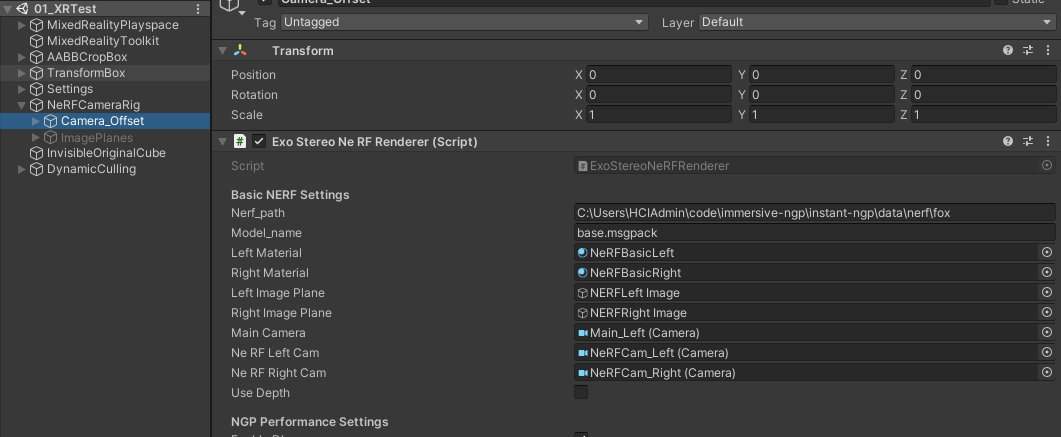 01_XRTest
MixedRealityPlayspace
MixedRealityToolkit
AABBCropBox
TransformBox
Settings
NeRFCameraRig
Camera_Offset
ImagePlanes
InvisibleOriginalCube
DynamicCulling
Camera_Offset
Static
Tag Untagged Layer Default
Transform
Position X 0 Y 0 Z 0
Rotation X 0 Y 0 Z 0
Scale X 1 Y 1 Z 1
Exo Stereo Ne RF Renderer (Script)
Script ExoStereoNeRFRenderer
Basic NERF Settings
Nerf_path C:\Users\HCIAdmin\code\immersive-ngp\instant-ngp\data\nerf\fox
Model_name base.msgpack
Left Material NeRFBasicLeft
Right Material NeRFBasicRight
Left Image Plane NERFLeft Image
Right Image Plane NERFRight Image
Main Camera Main_Left (Camera)
Ne RF Left Cam NeRFCam_Left (Camera)
Ne RF Right Cam NeRFCam_Right (Camera)
Use Depth
NGP Performance Settings